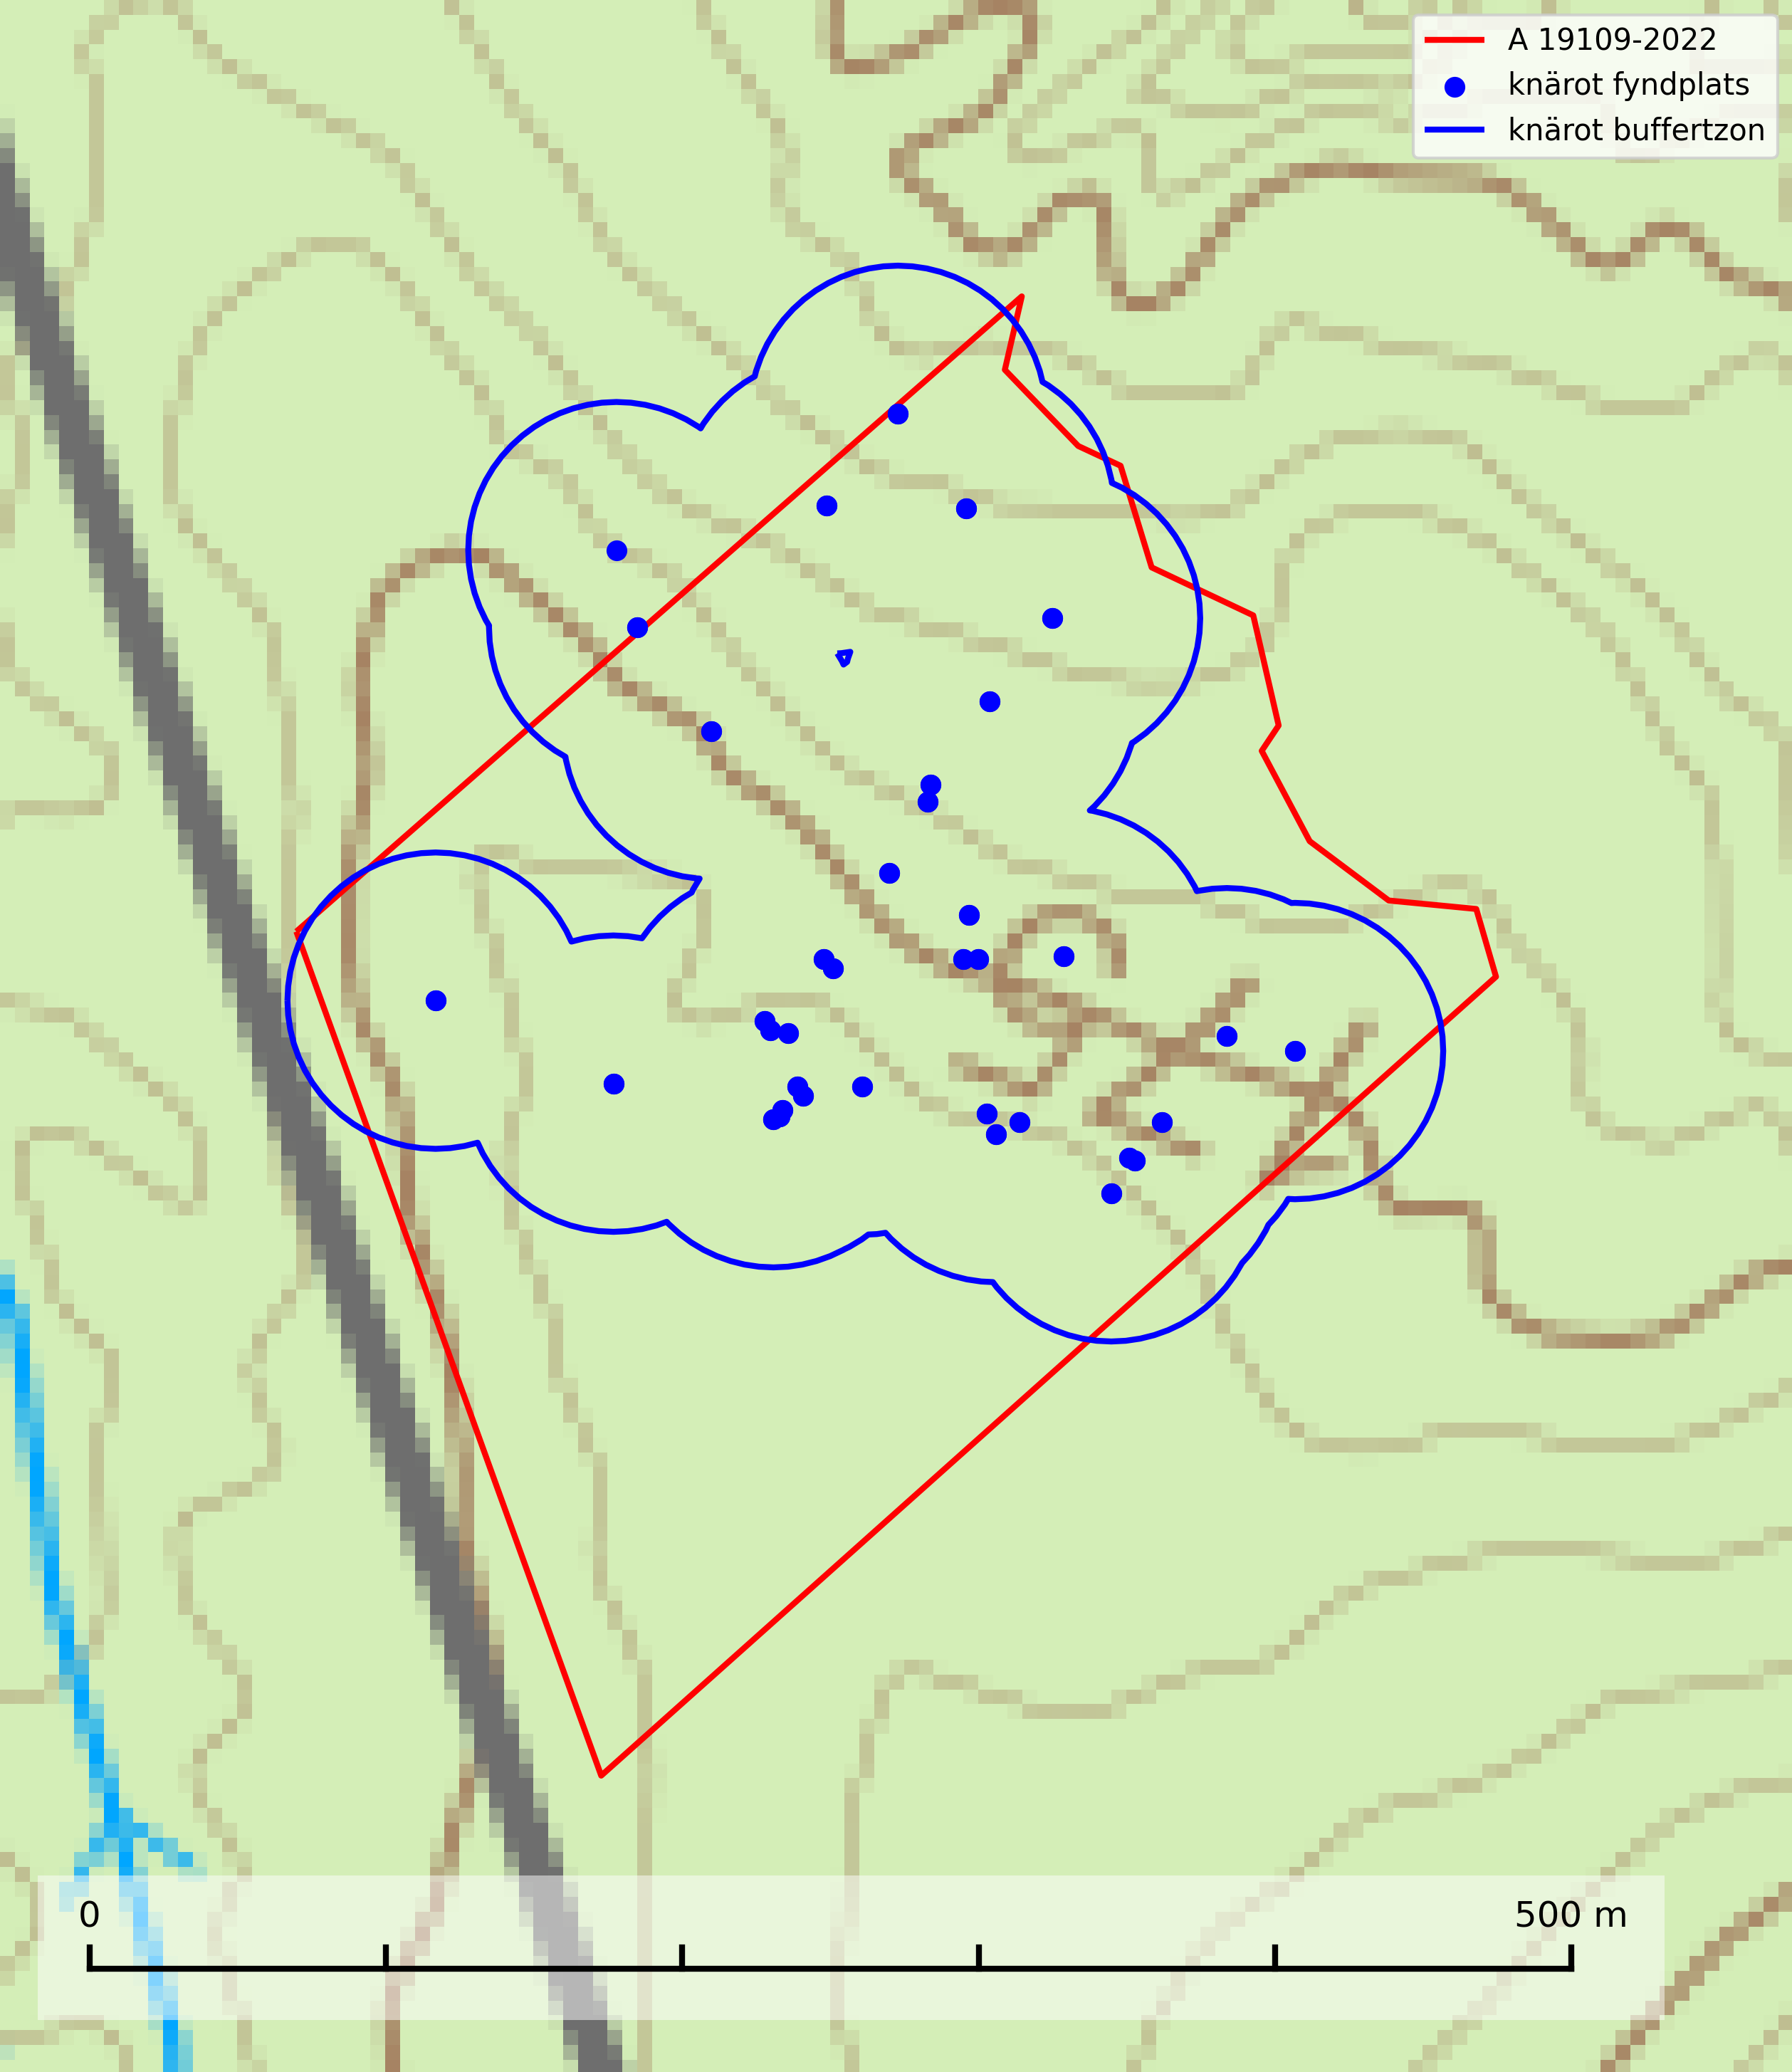 A 19109-2022
knärot fyndplats
knärot buffertzon
0
500 m